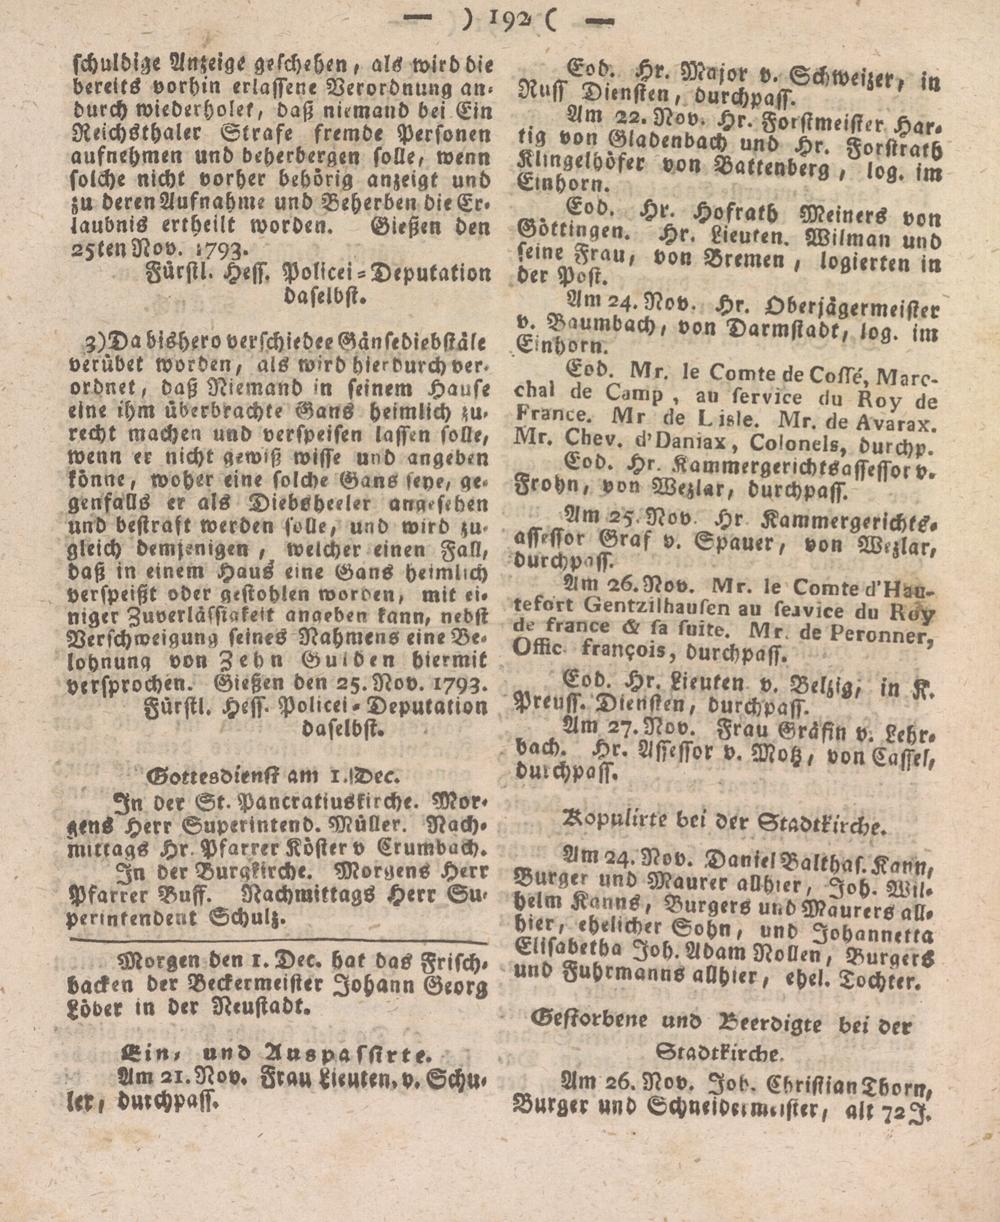 — ) 192 ( —
schuldige Anzeige geschehen, als wird die
bereits vorhin erlassene Verordnung an-
durch wiederholet, daß niemand bei Ein
Reichsthaler Strafe fremde Personen
aufnehmen und beherbergen solle, wenn
solche nicht vorher behörig anzeigt und
zu deren Aufnahme und Beherben die Er-
laubnis ertheilt worden. Gießen den
25ten Nov. 1793.
Fürstl. Hess. Policei-Deputation
daselbst.
3) Da bishero verschiedee Gänsediebstäle
verübet worden, als wird hierdurch ver-
ordnet, daß Niemand in seinem Hause
eine ihm überbrachte Gans heimlich zu-
recht machen und verspeisen lassen solle,
wenn er nicht gewiß wisse und angeben
könne, woher eine solche Gans seye, ge-
genfalls er als Diebsheeler angesehen
und bestraft werden solle, und wird zu-
gleich demjenigen, welcher einen Fall,
daß in einem Haus eine Gans heimlich
verspeißt oder gestohlen worden, mit ei-
niger Zuverlässigkeit angeben kann, nebst
Verschweigung seines Nahmens eine Be-
lohnung von Zehn Gulden hiermit
versprochen. Gießen den 25. Nov. 1793.
Fürstl. Hess. Policei-Deputation
daselbst.
Gottesdienst am 1. Dec.
In der St. Pancratiuskirche. Mor-
gens Herr Superintend. Müller. Nach-
mittags Hr. Pfarrer Köster v Crumbach.
In der Burgkirche. Morgens Herr
Pfarrer Buff. Nachmittags Herr Su-
perintendent Schulz.
Morgen den 1. Dec. hat das Frisch-
backen der Beckermeister Johann Georg
Löber in der Neustadt.
Ein- und Auspassirte.
Am 21. Nov. Frau Lieuten. v. Schu-
ler, durchpass.
Eod. Hr. Major v. Schweizer, in
Russ Diensten, durchpass.
Am 22. Nov. Hr. Forstmeister Har-
tig von Gladenbach und Hr. Forstrath
Klingelhöfer von Battenberg, log. im
Einhorn.
Eod. Hr. Hofrath Meiners von
Göttingen. Hr. Lieuten. Wilman und
seine Frau, von Bremen, logierten in
der Post.
Am 24. Nov. Hr. Oberjägermeister
v. Baumbach, von Darmstadt, log. im
Einhorn.
Eod. Mr. le Comte de Cossé, Mare-
chal de Camp, au service du Roy de
France. Mr de Lisle. Mr. de Avarax.
Mr. Chev. d'Daniax, Colonels, durchp.
Eod. Hr. Kammergerichtsassessor v.
Frohn, von Wezlar, durchpass.
Am 25. Nov. Hr Kammergerichts-
assessor Graf v. Spauer, von Wezlar,
durchpass.
Am 26. Nov. Mr. le Comte d'Hau-
tefort Gentzilhausen au service du Roy
de france & sa suite. Mr. de Peronner,
Offic françois, durchpass.
Eod. Hr. Lieuten v. Belzig, in K.
Preuss. Diensten, durchpass.
Am 27. Nov. Frau Gräfin v. Lehr-
bach. Hr. Assessor v. Motz, von Cassel,
durchpass.
Kopulirte bei der Stadtkirche.
Am 24. Nov. Daniel Balthas. Kann,
Burger und Maurer allhier, Joh. Wil-
helm Kanns, Burgers und Maurers all-
hier, ehelicher Sohn, und Johannetta
Elisabetha Joh. Adam Nollen, Burgers
und Fuhrmanns allhier, ehel. Tochter.
Gestorbene und Beerdigte bei der
Stadtkirche.
Am 26. Nov. Joh. Christian Thorn,
Burger und Schneidermeister, alt 72 J.